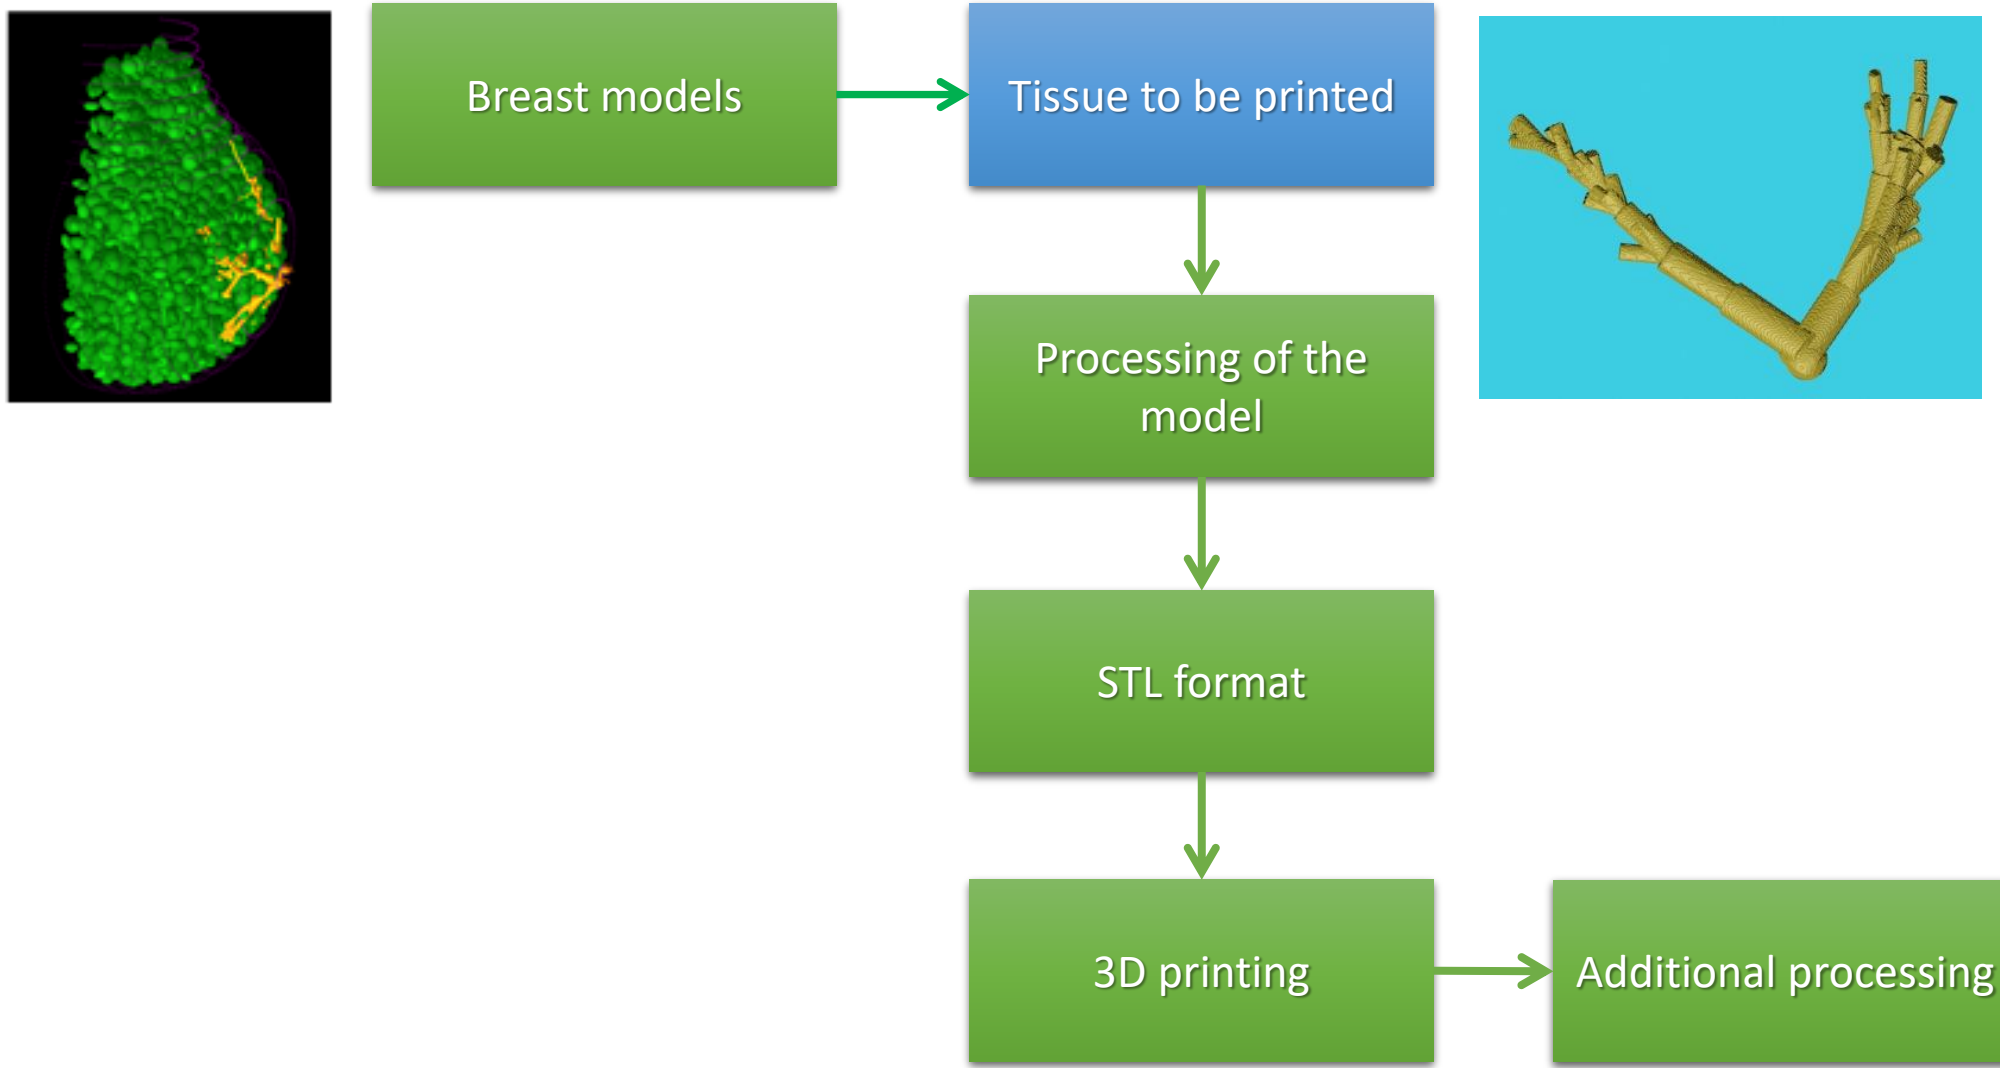 Breast models
Tissue to be printed
Processing of the
model
STL format
3D printing
Additional processing